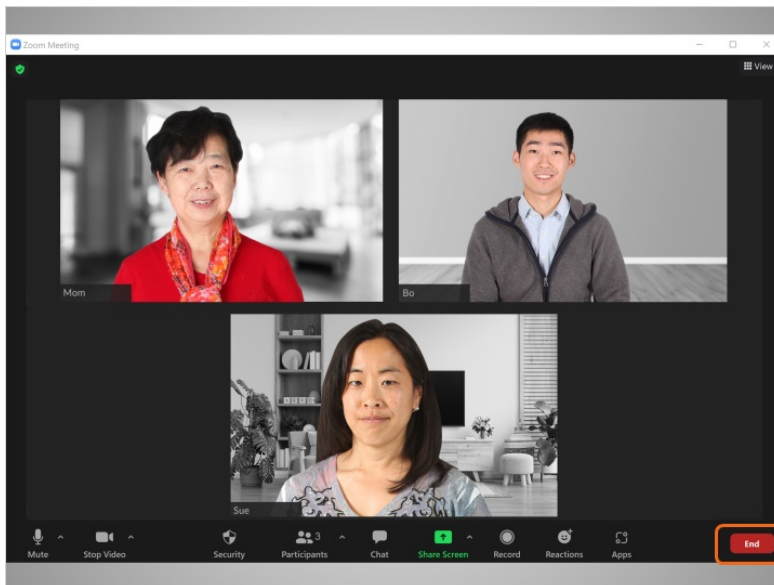 Zoom Meeting
View
Mom
Bo
Sue
Mute
Stop Video
Security
3
Participants
Chat
Share Screen
Record
Reactions
Apps
End